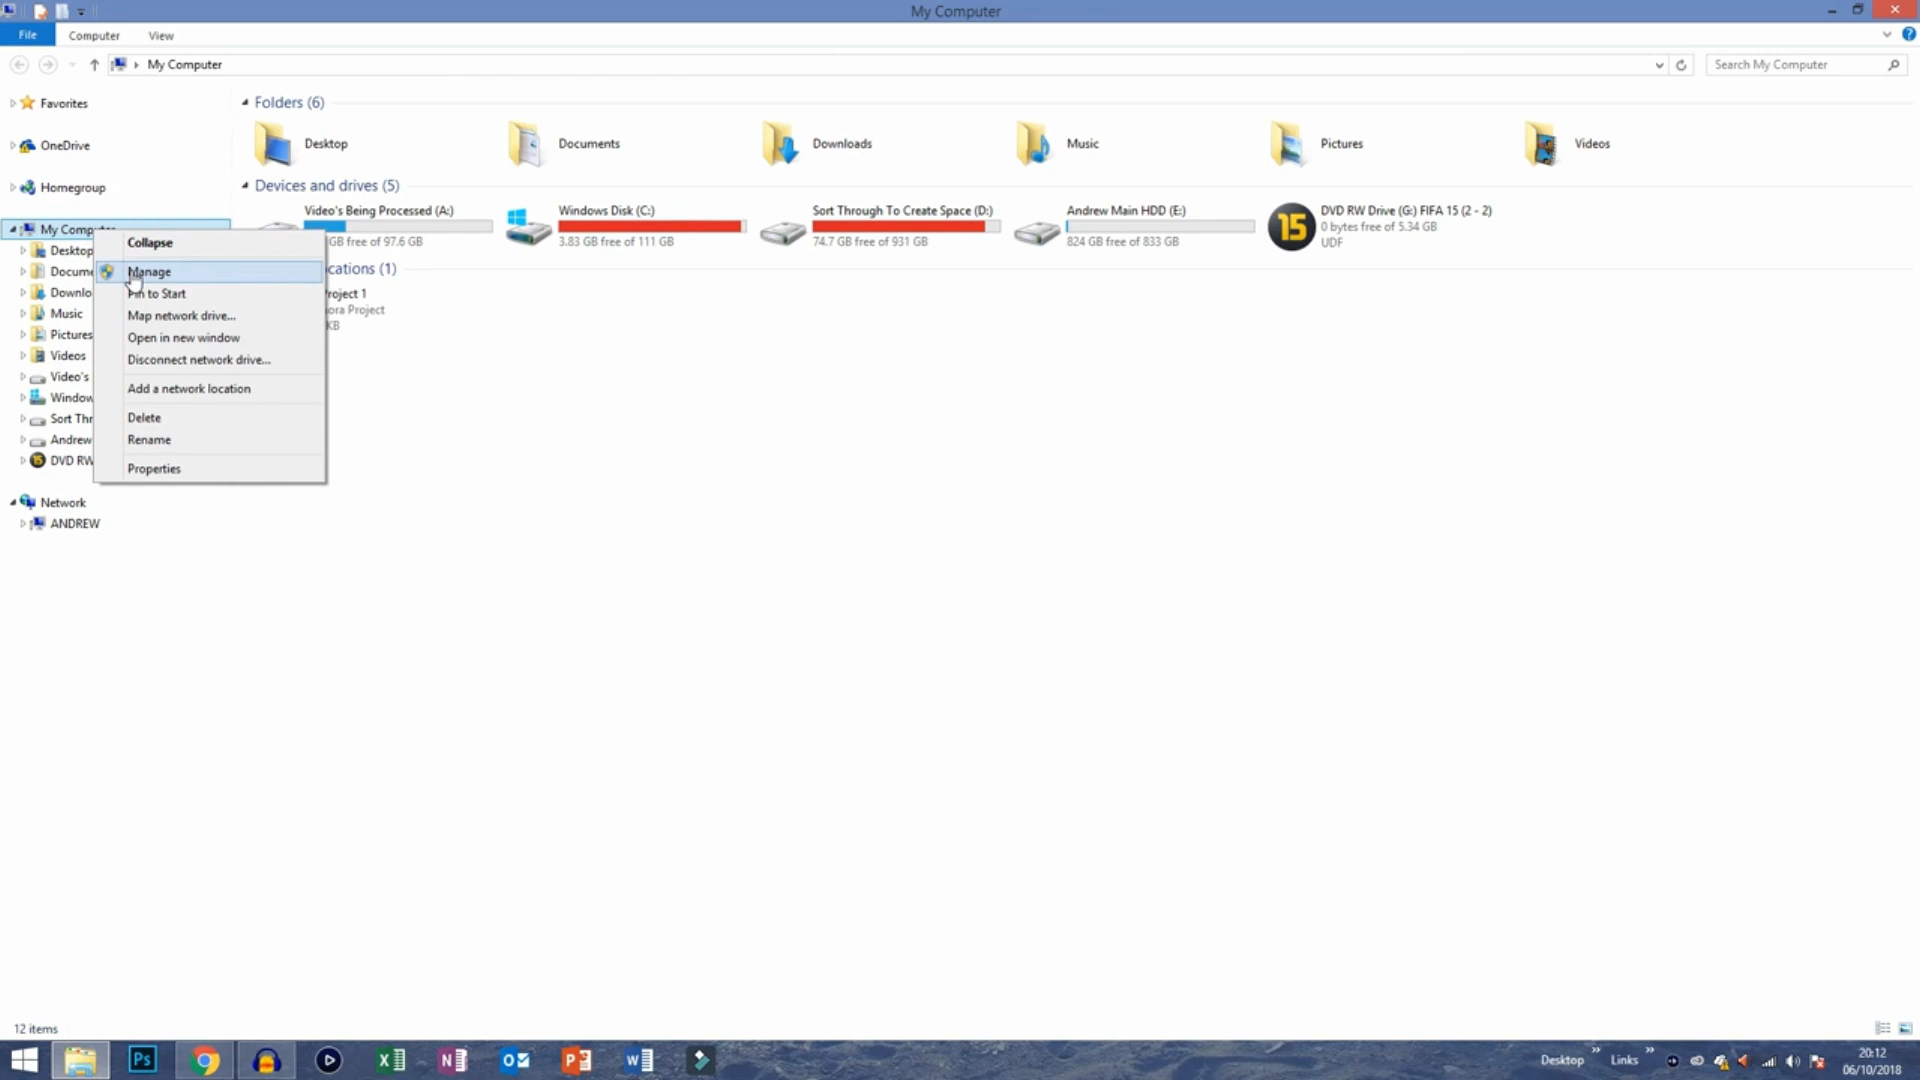 My Computer
File Computer View
My Computer
Search My Computer
Favorites
OneDrive
Homegroup
My Computer
Desktop
Downlo
Music
Pictures
Videos
Video's
Window
Sort Thr
Andrew
DVD RW
Network
ANDREW
Collapse
Manage
Pin to Start
Map network drive...
Open in new window
Disconnect network drive...
Add a network location
Delete
Rename
Properties
Folders (6)
Desktop
Documents
Downloads
Music
Pictures
Videos
Devices and drives (5)
Video's Being Processed (A:)
GB free of 97.6 GB
Windows Disk (C:)
3.83 GB free of 111 GB
Sort Through To Create Space (D:)
74.7 GB free of 931 GB
Andrew Main HDD (E:)
824 GB free of 833 GB
DVD RW Drive (G:) FIFA 15 (2 - 2)
0 bytes free of 5.34 GB
UDF
15
ocations (1)
roject 1
ora Project
KB
12 items
Ps
Desktop
Links
20:12
06/10/2018